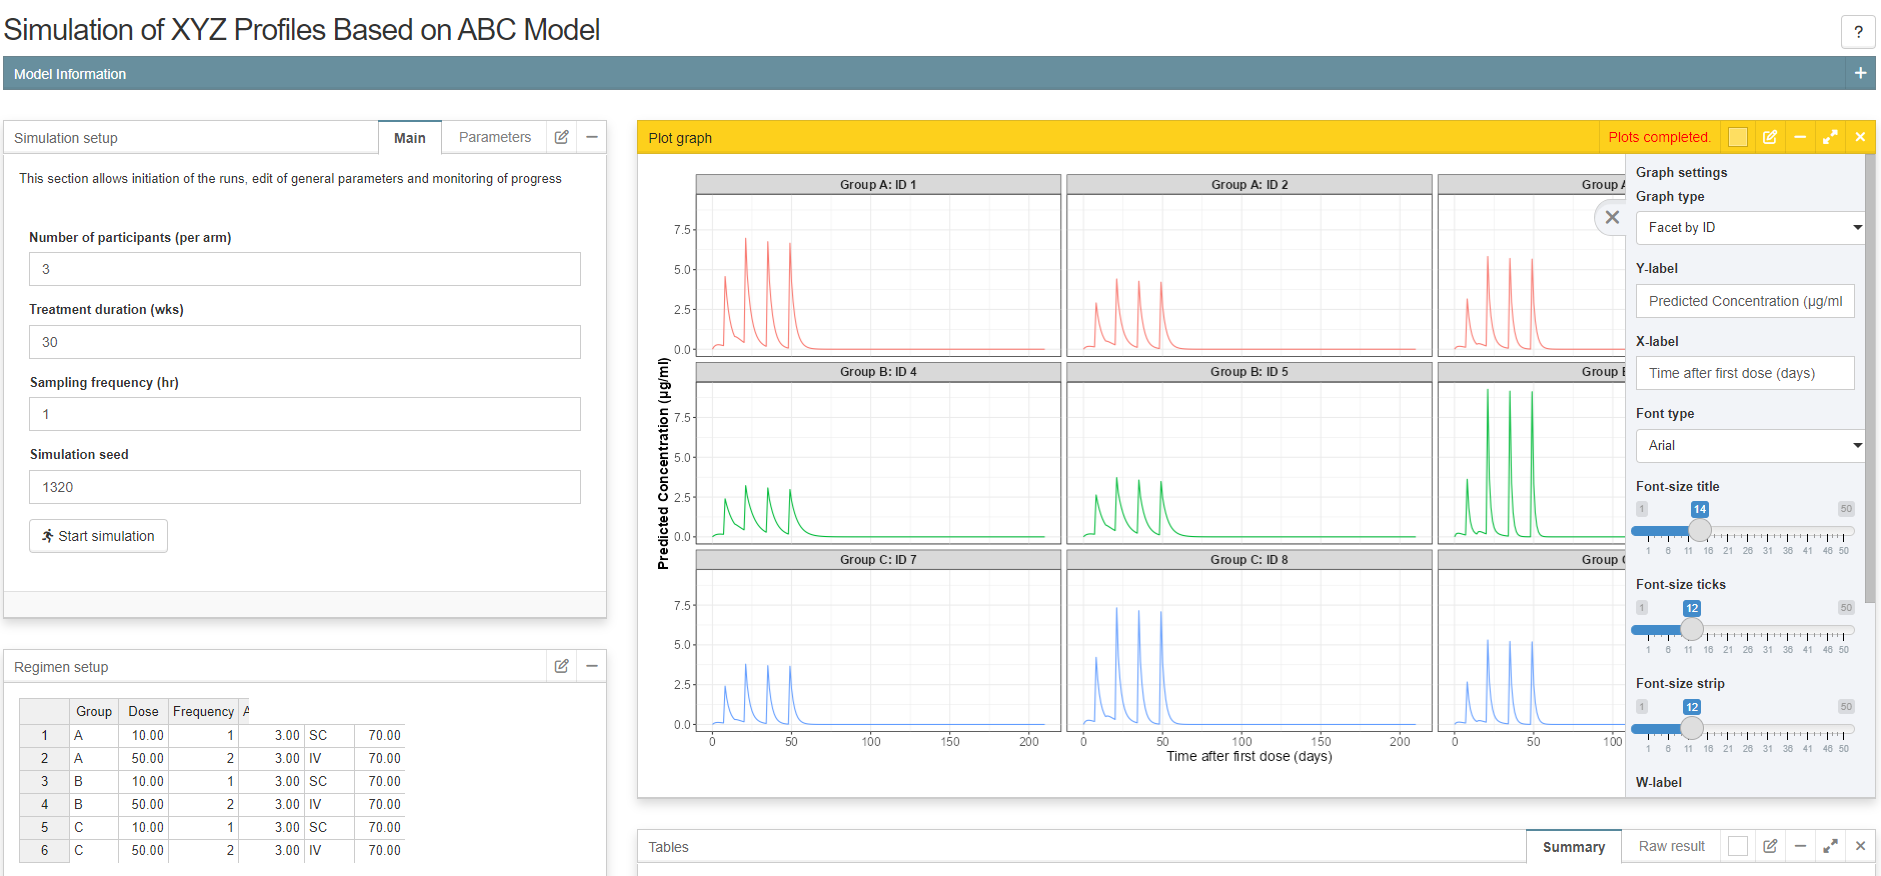 Simulation of XYZ Profiles Based on ABC Model
?
Model Information
+
Simulation setup
Main
Parameters
This section allows initiation of the runs, edit of general parameters and monitoring of progress
Number of participants (per arm)
3
Treatment duration (wks)
30
Sampling frequency (hr)
1
Simulation seed
1320
Start simulation
Regimen setup
Group Dose Frequency A
1 A 10.00 1 3.00 SC 70.00
2 A 50.00 2 3.00 IV 70.00
3 B 10.00 1 3.00 SC 70.00
4 B 50.00 2 3.00 IV 70.00
5 C 10.00 1 3.00 SC 70.00
6 C 50.00 2 3.00 IV 70.00
Plot graph
Plots completed.
Predicted Concentration (µg/ml)
Group A: ID 1
Group A: ID 2
Group A
7.5
5.0
2.5
0.0
Group B: ID 4
Group B: ID 5
Group B
7.5
5.0
2.5
0.0
Group C: ID 7
Group C: ID 8
Group C
7.5
5.0
2.5
0.0
0 50 100 150 200
0 50 100 150 200
0 50 100
Time after first dose (days)
Graph settings
Graph type
Facet by ID
Y-label
Predicted Concentration (µg/ml
X-label
Time after first dose (days)
Font type
Arial
Font-size title
1 14 50
1 6 11 16 21 26 31 36 41 46 50
Font-size ticks
1 12 50
1 6 11 16 21 26 31 36 41 46 50
Font-size strip
1 12 50
1 6 11 16 21 26 31 36 41 46 50
W-label
Tables
Summary
Raw result